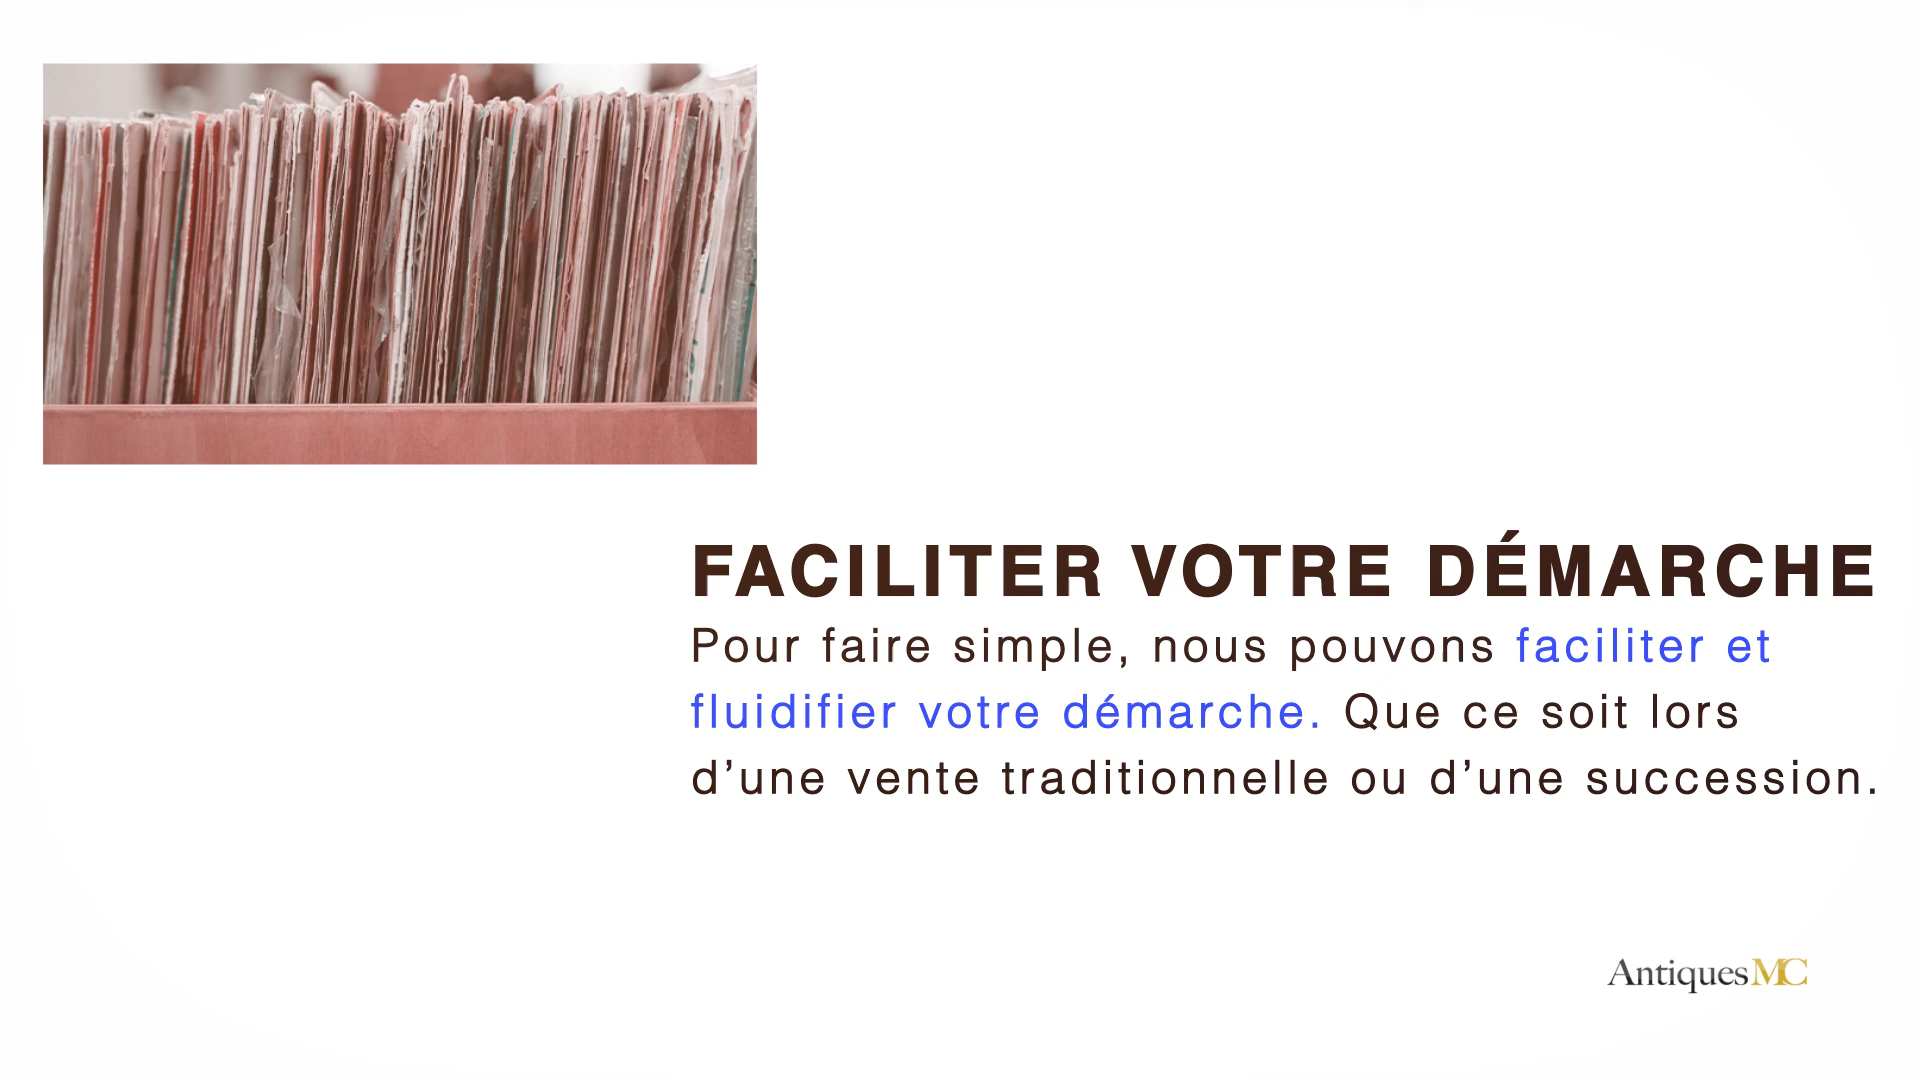 FACILITER VOTRE DÉMARCHE
Pour faire simple, nous pouvons faciliter et
fluidifier votre démarche. Que ce soit lors
d’une vente traditionnelle ou d’une succession.
AntiquesMC